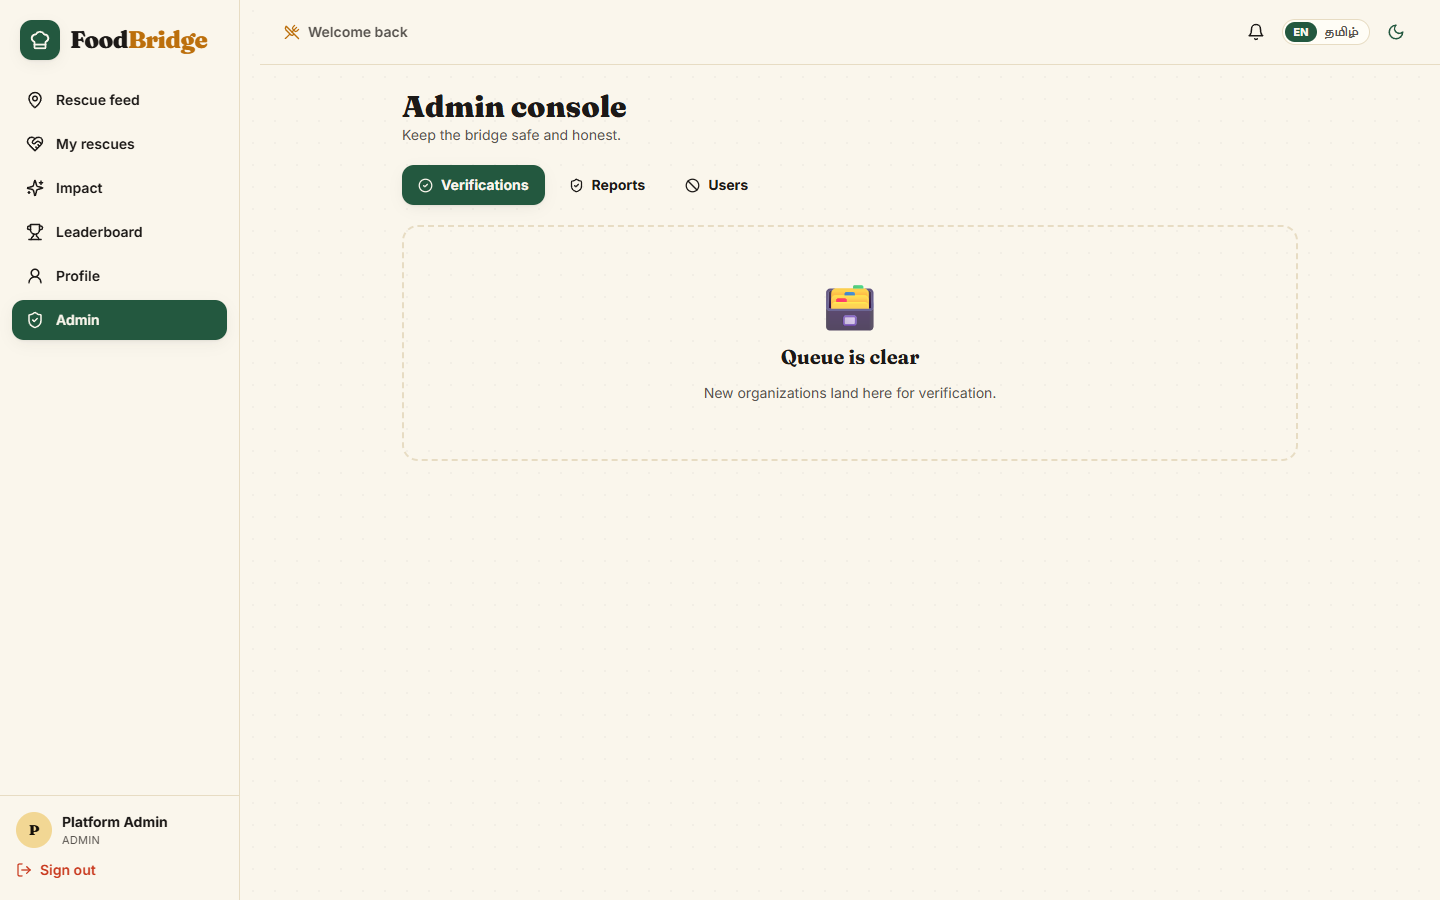 FoodBridge
Rescue feed
My rescues
Impact
Leaderboard
Profile
Admin
P
Platform Admin
ADMIN
Sign out
Welcome back
EN
தமிழ்
Admin console
Keep the bridge safe and honest.
Verifications
Reports
Users
Queue is clear
New organizations land here for verification.